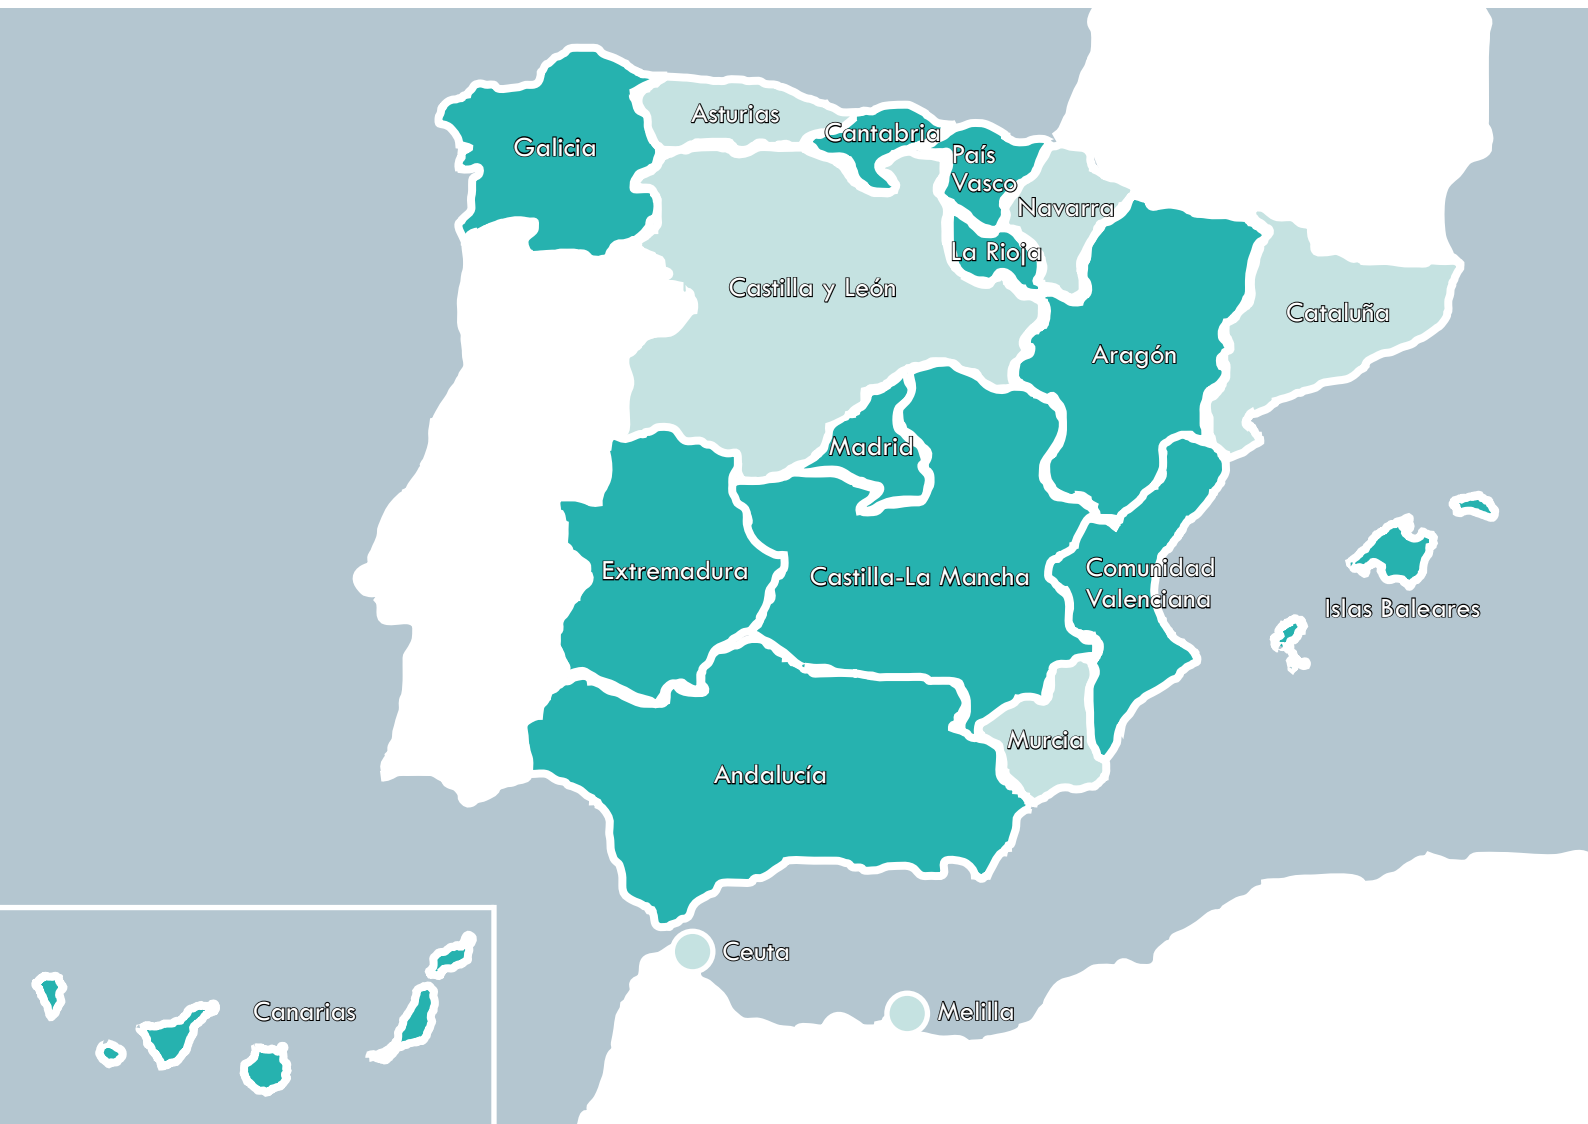 Asturias
Cantabria
Galicia
País
Vasco
Navarra
La Rioja
Castilla y León
Cataluña
Aragón
Madrid
Extremadura
Castilla-La Mancha
Comunidad
Valenciana
Islas Baleares
Murcia
Andalucía
Ceuta
Canarias
Melilla